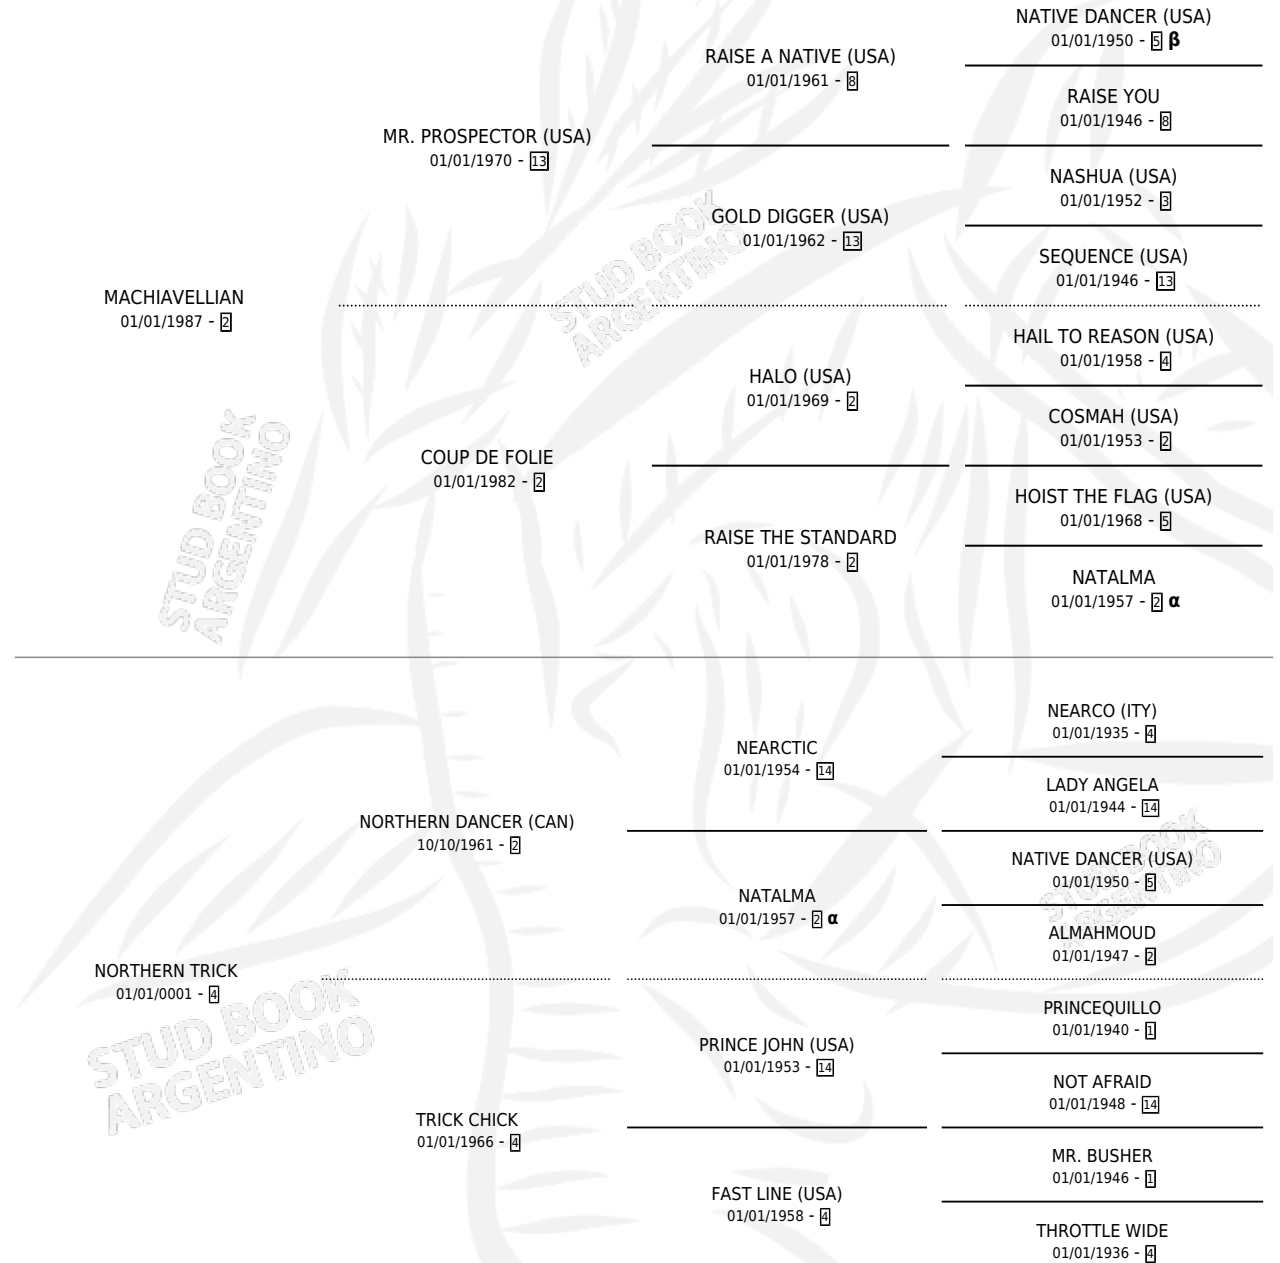 NATIVE DANCER (USA)
01/01/1950 - 5 β
RAISE A NATIVE (USA)
01/01/1961 - 8
RAISE YOU
01/01/1946 - 8
MR. PROSPECTOR (USA)
01/01/1970 - 13
NASHUA (USA)
01/01/1952 - 3
GOLD DIGGER (USA)
01/01/1962 - 13
SEQUENCE (USA)
01/01/1946 - 13
MACHIAVELLIAN
01/01/1987 - 2
HAIL TO REASON (USA)
01/01/1958 - 4
HALO (USA)
01/01/1969 - 2
COSMAH (USA)
01/01/1953 - 2
COUP DE FOLIE
01/01/1982 - 2
HOIST THE FLAG (USA)
01/01/1968 - 5
RAISE THE STANDARD
01/01/1978 - 2
NATALMA
01/01/1957 - 2 α
NEARCO (ITY)
01/01/1935 - 4
NEARCTIC
01/01/1954 - 14
LADY ANGELA
01/01/1944 - 14
NORTHERN DANCER (CAN)
10/10/1961 - 2
NATIVE DANCER (USA)
01/01/1950 - 5
NATALMA
01/01/1957 - 2 α
ALMAHMOUD
01/01/1947 - 2
NORTHERN TRICK
01/01/0001 - 4
PRINCEQUILLO
01/01/1940 - 1
PRINCE JOHN (USA)
01/01/1953 - 14
NOT AFRAID
01/01/1948 - 14
TRICK CHICK
01/01/1966 - 4
MR. BUSHER
01/01/1946 - 1
FAST LINE (USA)
01/01/1958 - 4
THROTTLE WIDE
01/01/1936 - 4
STUD BOOK
ARGENTINO
STUD BOOK
ARGENTINO
STUD BOOK
ARGENTINO
STUD BOOK
ARGENTINO